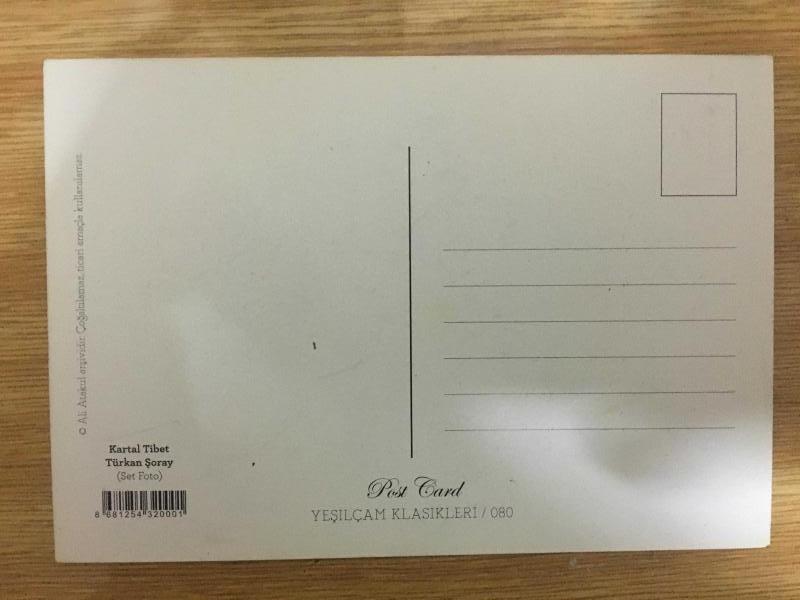 © Ali Atakul arşividir. Çoğaltılamaz, ticari amaçla kullanılamaz.
Kartal Tibet
Türkan Şoray
(Set Foto)
8 681254 320001
Post Card
YEŞİLÇAM KLASİKLERİ / 080